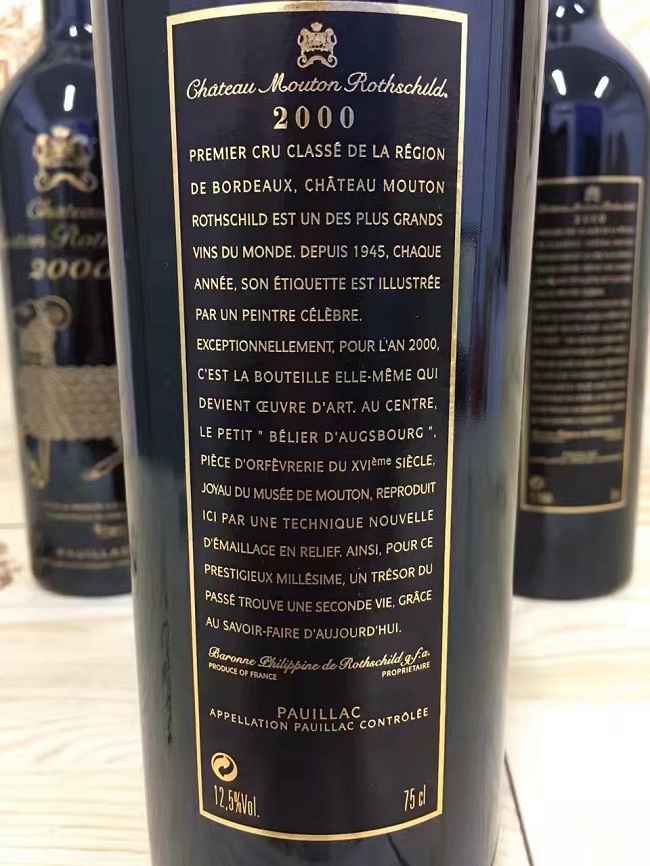 Château Mouton Rothschild.
2000
PREMIER CRU CLASSÉ DE LA RÉGION
DE BORDEAUX, CHÂTEAU MOUTON
ROTHSCHILD EST UN DES PLUS GRANDS
VINS DU MONDE. DEPUIS 1945, CHAQUE
ANNÉE, SON ÉTIQUETTE EST ILLUSTRÉE
PAR UN PEINTRE CÉLÈBRE.
EXCEPTIONNELLEMENT, POUR L'AN 2000,
C'EST LA BOUTEILLE ELLE-MÊME QUI
DEVIENT ŒUVRE D'ART. AU CENTRE,
LE PETIT " BÉLIER D'AUGSBOURG ",
PIÈCE D'ORFÈVRERIE DU XVIème SIÈCLE,
JOYAU DU MUSÉE DE MOUTON, REPRODUIT
ICI PAR UNE TECHNIQUE NOUVELLE
D'ÉMAILLAGE EN RELIEF. AINSI, POUR CE
PRESTIGIEUX MILLÉSIME, UN TRÉSOR DU
PASSÉ TROUVE UNE SECONDE VIE, GRÂCE
AU SAVOIR-FAIRE D'AUJOURD'HUI.
Baronne Philippine de Rothschild g.f.a.
PRODUCE OF FRANCE PROPRIÉTAIRE
PAUILLAC
APPELLATION PAUILLAC CONTRÔLÉE
12,5%Vol. 75 cl
2000
PAUILLAC
2000